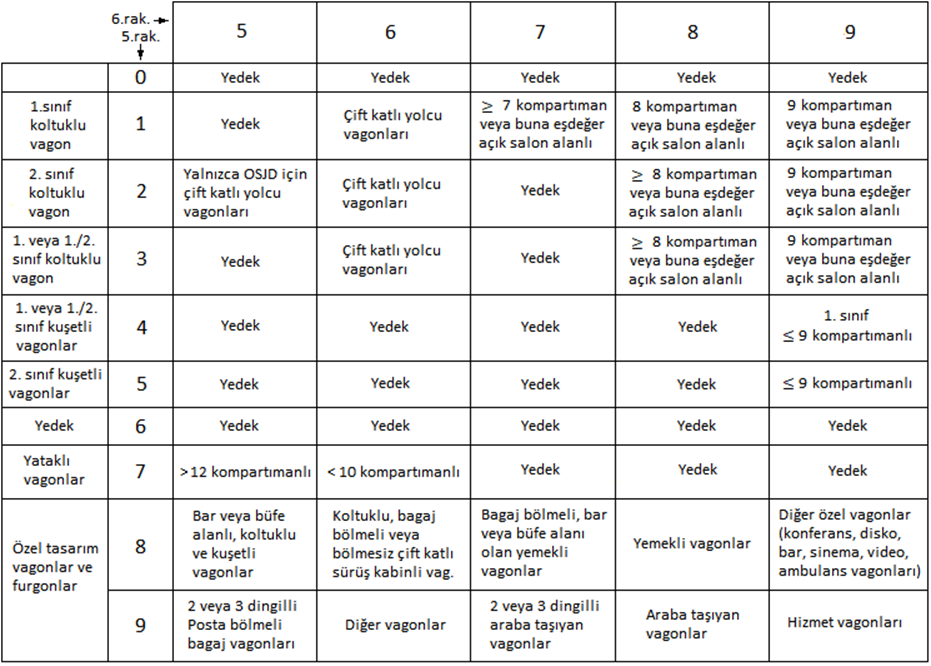 6.rak.
5.rak.
5
6
7
8
9
0
Yedek
Yedek
Yedek
Yedek
Yedek
1.sınıf
koltuklu
vagon
1
Yedek
Çift katlı yolcu
vagonları
≥ 7 kompartıman
veya buna eşdeğer
açık salon alanlı
8 kompartıman
veya buna eşdeğer
açık salon alanlı
9 kompartıman
veya buna eşdeğer
açık salon alanlı
2. sınıf
koltuklu
vagon
2
Yalnızca OSJD için
çift katlı yolcu
vagonları
Çift katlı yolcu
vagonları
Yedek
≥ 8 kompartıman
veya buna eşdeğer
açık salon alanlı
9 kompartıman
veya buna eşdeğer
açık salon alanlı
1. veya 1./2.
sınıf koltuklu
vagon
3
Yedek
Çift katlı yolcu
vagonları
Yedek
≥ 8 kompartıman
veya buna eşdeğer
açık salon alanlı
9 kompartıman
veya buna eşdeğer
açık salon alanlı
1. veya 1./2.
sınıf kuşetli
vagonlar
4
Yedek
Yedek
Yedek
Yedek
1. sınıf
≤ 9 kompartımanlı
2. sınıf kuşetli
vagonlar
5
Yedek
Yedek
Yedek
Yedek
≤ 9 kompartımanlı
Yedek
6
Yedek
Yedek
Yedek
Yedek
Yedek
Yataklı
vagonlar
7
>12 kompartımanlı
<10 kompartımanlı
Yedek
Yedek
Yedek
Özel tasarım
vagonlar ve
furgonlar
8
Bar veya büfe
alanlı, koltuklu
ve kuşetli
vagonlar
Koltuklu, bagaj
bölmeli veya
bölmesiz çift katlı
sürüş kabinli vag.
Bagaj bölmeli, bar
veya büfe alanı
olan yemekli
vagonlar
Yemekli vagonlar
Diğer özel vagonlar
(konferans, disko,
bar, sinema, video,
ambulans vagonları)
9
2 veya 3 dingilli
Posta bölmeli
bagaj vagonları
Diğer vagonlar
2 veya 3 dingilli
araba taşıyan
vagonlar
Araba taşıyan
vagonlar
Hizmet vagonları